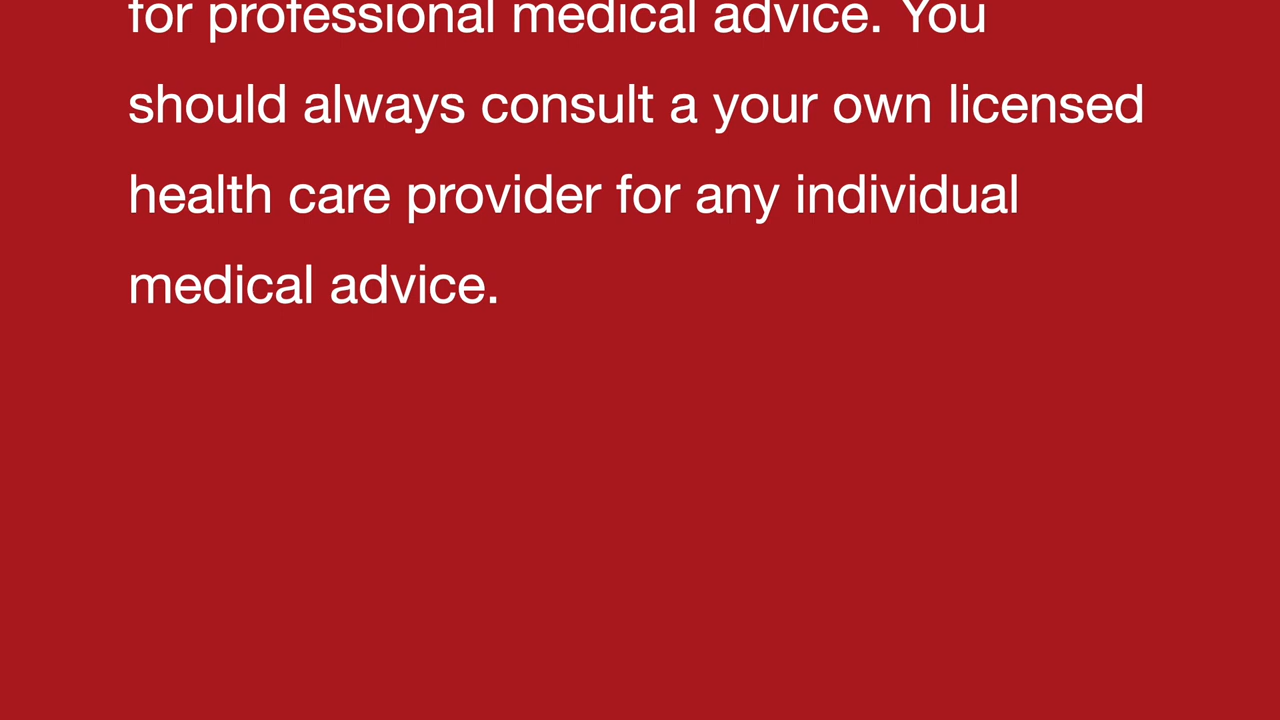 for professional medical advice. You
should always consult a your own licensed
health care provider for any individual
medical advice.